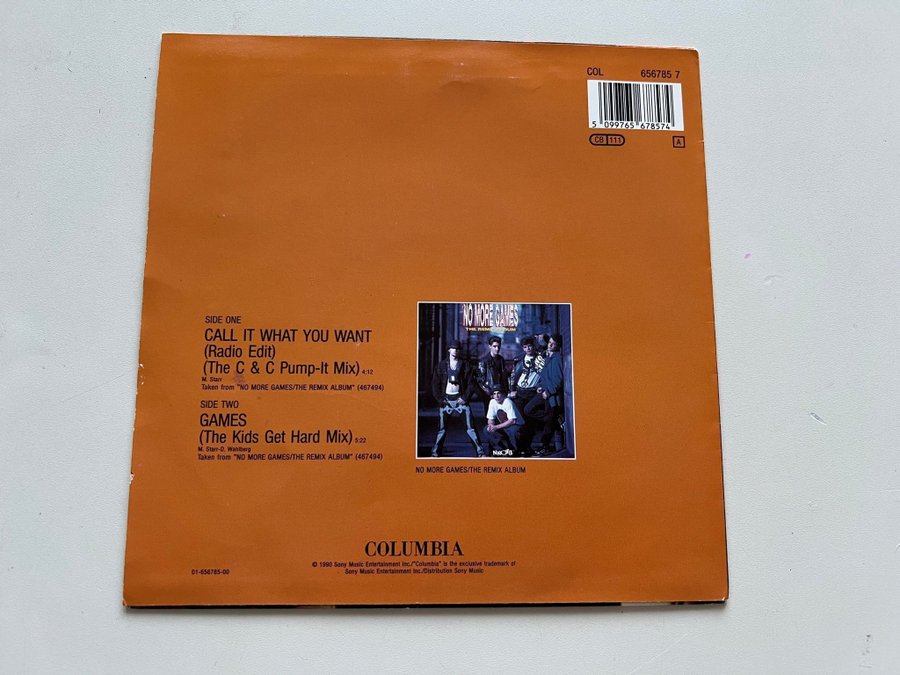 COL 656785 7
5 099765 678574
CB 111 A
SIDE ONE
CALL IT WHAT YOU WANT
(Radio Edit)
(The C & C Pump-It Mix) 4:12
M. Starr
Taken from "NO MORE GAMES/THE REMIX ALBUM" (467494)
SIDE TWO
GAMES
(The Kids Get Hard Mix) 5:22
M. Starr-D. Wahlberg
Taken from "NO MORE GAMES/THE REMIX ALBUM" (467494)
NO MORE GAMES
THE REMIX ALBUM
NO MORE GAMES/THE REMIX ALBUM
COLUMBIA
© 1990 Sony Music Entertainment Inc./"Columbia" is the exclusive trademark of
Sony Music Entertainment Inc./Distribution Sony Music
01-656785-00